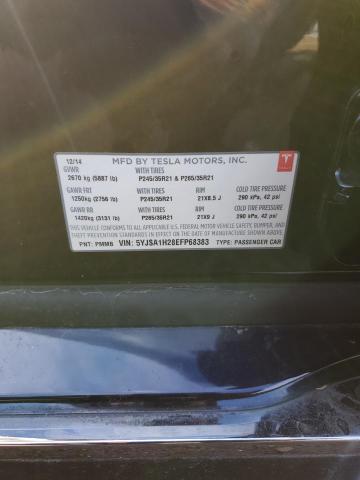 12/14 MFD BY TESLA MOTORS, INC.
GVWR WITH TIRES
2670 kg (5887 lb) P245/35R21 & P265/35R21
GAWR FRT WITH TIRES RIM COLD TIRE PRESSURE
1250kg (2756 lb) P245/35R21 21X8.5 J 290 kPa, 42 psi
GAWR RR WITH TIRES RIM COLD TIRE PRESSURE
1420kg (3131 lb) P265/35R21 21X9 J 290 kPa, 42 psi
THIS VEHICLE CONFORMS TO ALL APPLICABLE U.S. FEDERAL MOTOR VEHICLE SAFETY, BUMPER, AND
THEFT PREVENTION STANDARDS IN EFFECT ON THE DATE OF MANUFACTURE SHOWN ABOVE.
PNT: PMMB VIN: 5YJSA1H28EFP68383 TYPE: PASSENGER CAR
TESLA